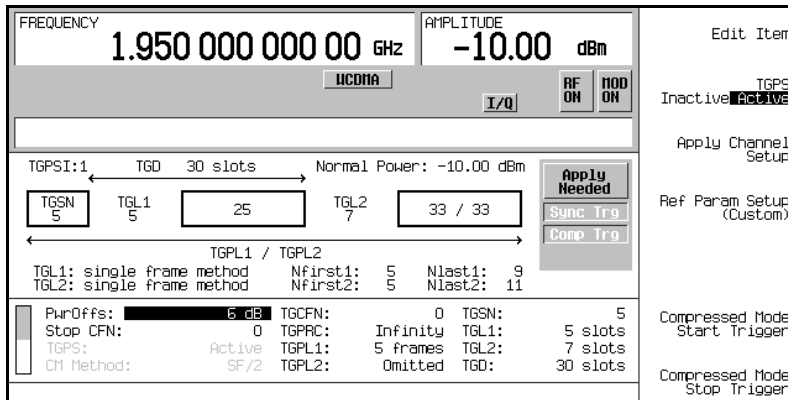 FREQUENCY
1.950 000 000 00 GHz
AMPLITUDE
-10.00 dBm
WCDMA
I/Q
RF ON
MOD ON
TGPSI:1 TGD 30 slots Normal Power: -10.00 dBm
Apply Needed
Sync Trg
Comp Trg
TGSN 5
TGL1 5
25
TGL2 7
33 / 33
TGPL1 / TGPL2
TGL1: single frame method Nfirst1: 5 Nlast1: 9
TGL2: single frame method Nfirst2: 5 Nlast2: 11
PwrOffs: 6 dB TGCFN: 0 TGSN: 5
Stop CFN: 0 TGPRC: Infinity TGL1: 5 slots
TGPS: Active TGPL1: 5 frames TGL2: 7 slots
CM Method: SF/2 TGPL2: Omitted TGD: 30 slots
Edit Item
TGPS
Inactive Active
Apply Channel
Setup
Ref Param Setup
(Custom)
Compressed Mode
Start Trigger
Compressed Mode
Stop Trigger